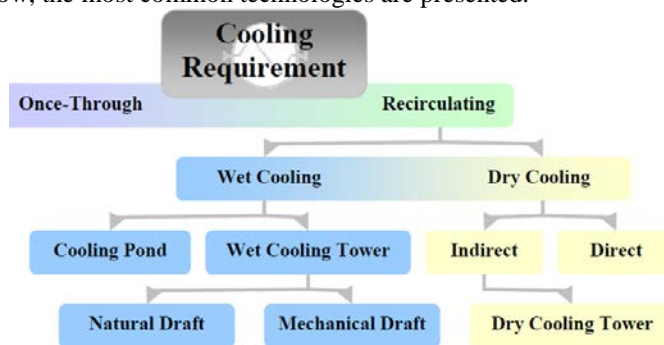 ow, the most common technologies are presented.
Cooling
Requirement
Once-Through Recirculating
Wet Cooling Dry Cooling
Cooling Pond Wet Cooling Tower Indirect Direct
Natural Draft Mechanical Draft Dry Cooling Tower